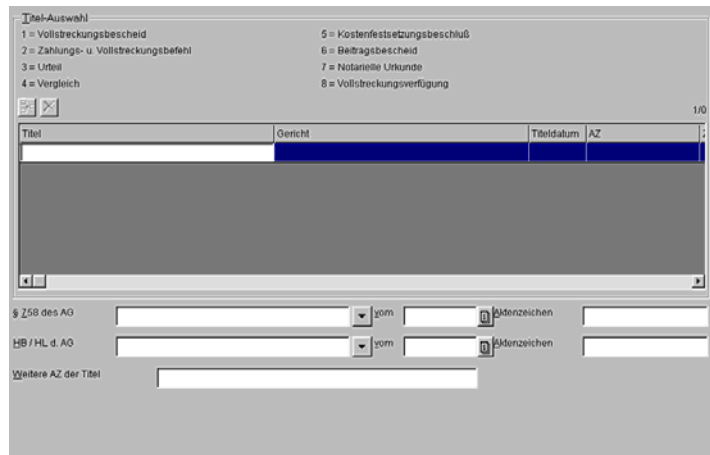 Titel-Auswahl
1 = Vollstreckungsbescheid
2 = Zahlungs- u. Vollstreckungsbefehl
3 = Urteil
4 = Vergleich
5 = Kostenfestsetzungsbeschluß
6 = Beitragsbescheid
7 = Notarielle Urkunde
8 = Vollstreckungsverfügung
1/0
Titel Gericht Titeldatum AZ
§ 758 des AG vom Aktenzeichen
HB / HL d. AG vom Aktenzeichen
Weitere AZ der Titel